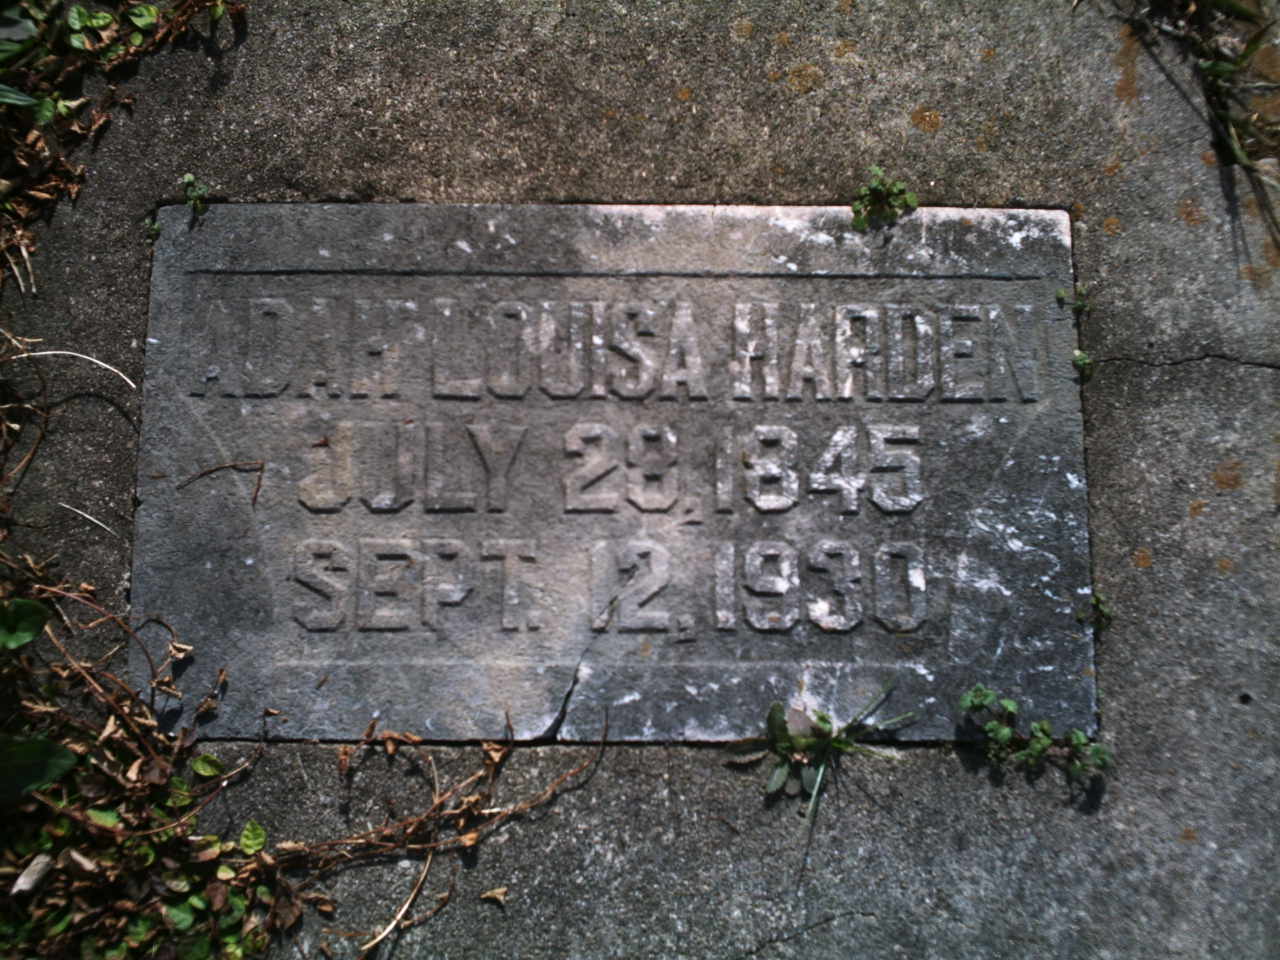 ADAH LOUISA HARDEN
JULY 28, 1845
SEPT. 12, 1930